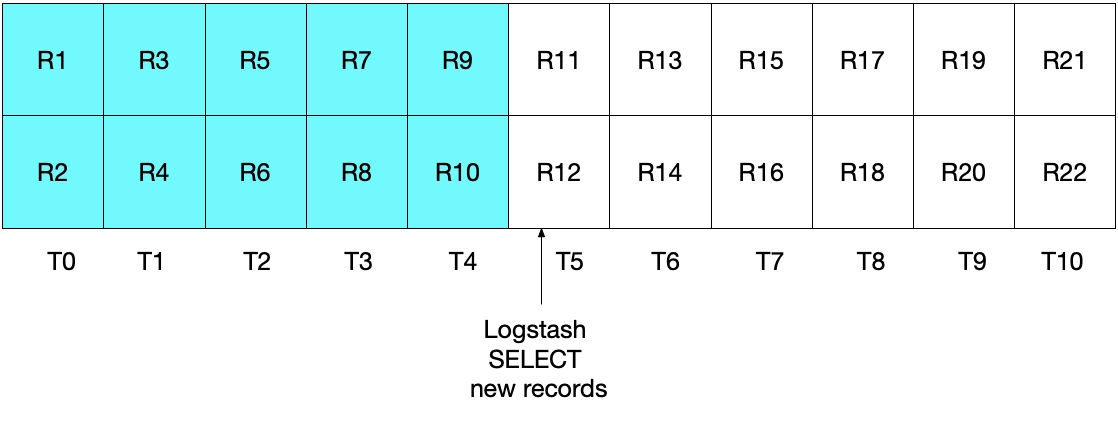 R1 R3 R5 R7 R9 R11 R13 R15 R17 R19 R21
R2 R4 R6 R8 R10 R12 R14 R16 R18 R20 R22
T0 T1 T2 T3 T4 T5 T6 T7 T8 T9 T10
Logstash
SELECT
new records